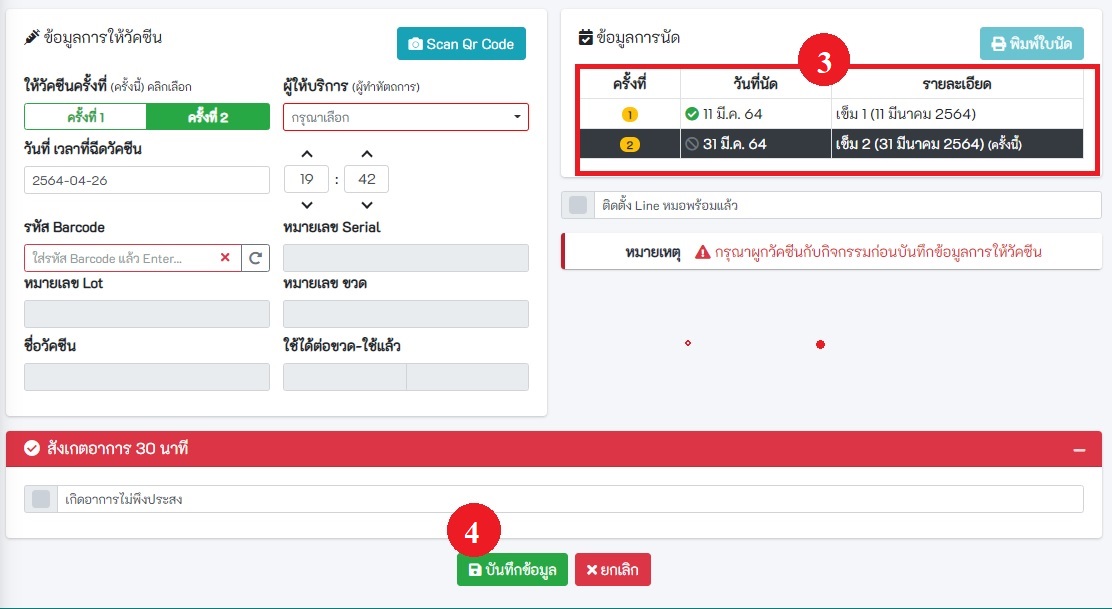 ข้อมูลการให้วัคซีน
Scan Qr Code
ให้วัคซีนครั้งที่ (ครั้งนี้) คลิกเลือก
ครั้งที่ 1 ครั้งที่ 2
ผู้ให้บริการ (ผู้ทำหัตถการ)
กรุณาเลือก
วันที่ เวลาที่ฉีดวัคซีน
2564-04-26
19 : 42
รหัส Barcode
ใส่รหัส Barcode แล้ว Enter...
หมายเลข Serial
หมายเลข Lot
หมายเลข ขวด
ชื่อวัคซีน
ใช้ได้ต่อขวด-ใช้แล้ว
ข้อมูลการนัด
3
พิมพ์ใบนัด
ครั้งที่ วันที่นัด รายละเอียด
1 11 มี.ค. 64 เข็ม 1 (11 มีนาคม 2564)
2 31 มี.ค. 64 เข็ม 2 (31 มีนาคม 2564) (ครั้งนี้)
ติดตั้ง Line หมอพร้อมแล้ว
หมายเหตุ กรุณาผูกวัคซีนกับกิจกรรมก่อนบันทึกข้อมูลการให้วัคซีน
สังเกตอาการ 30 นาที
เกิดอาการไม่พึงประสง
4
บันทึกข้อมูล ยกเลิก